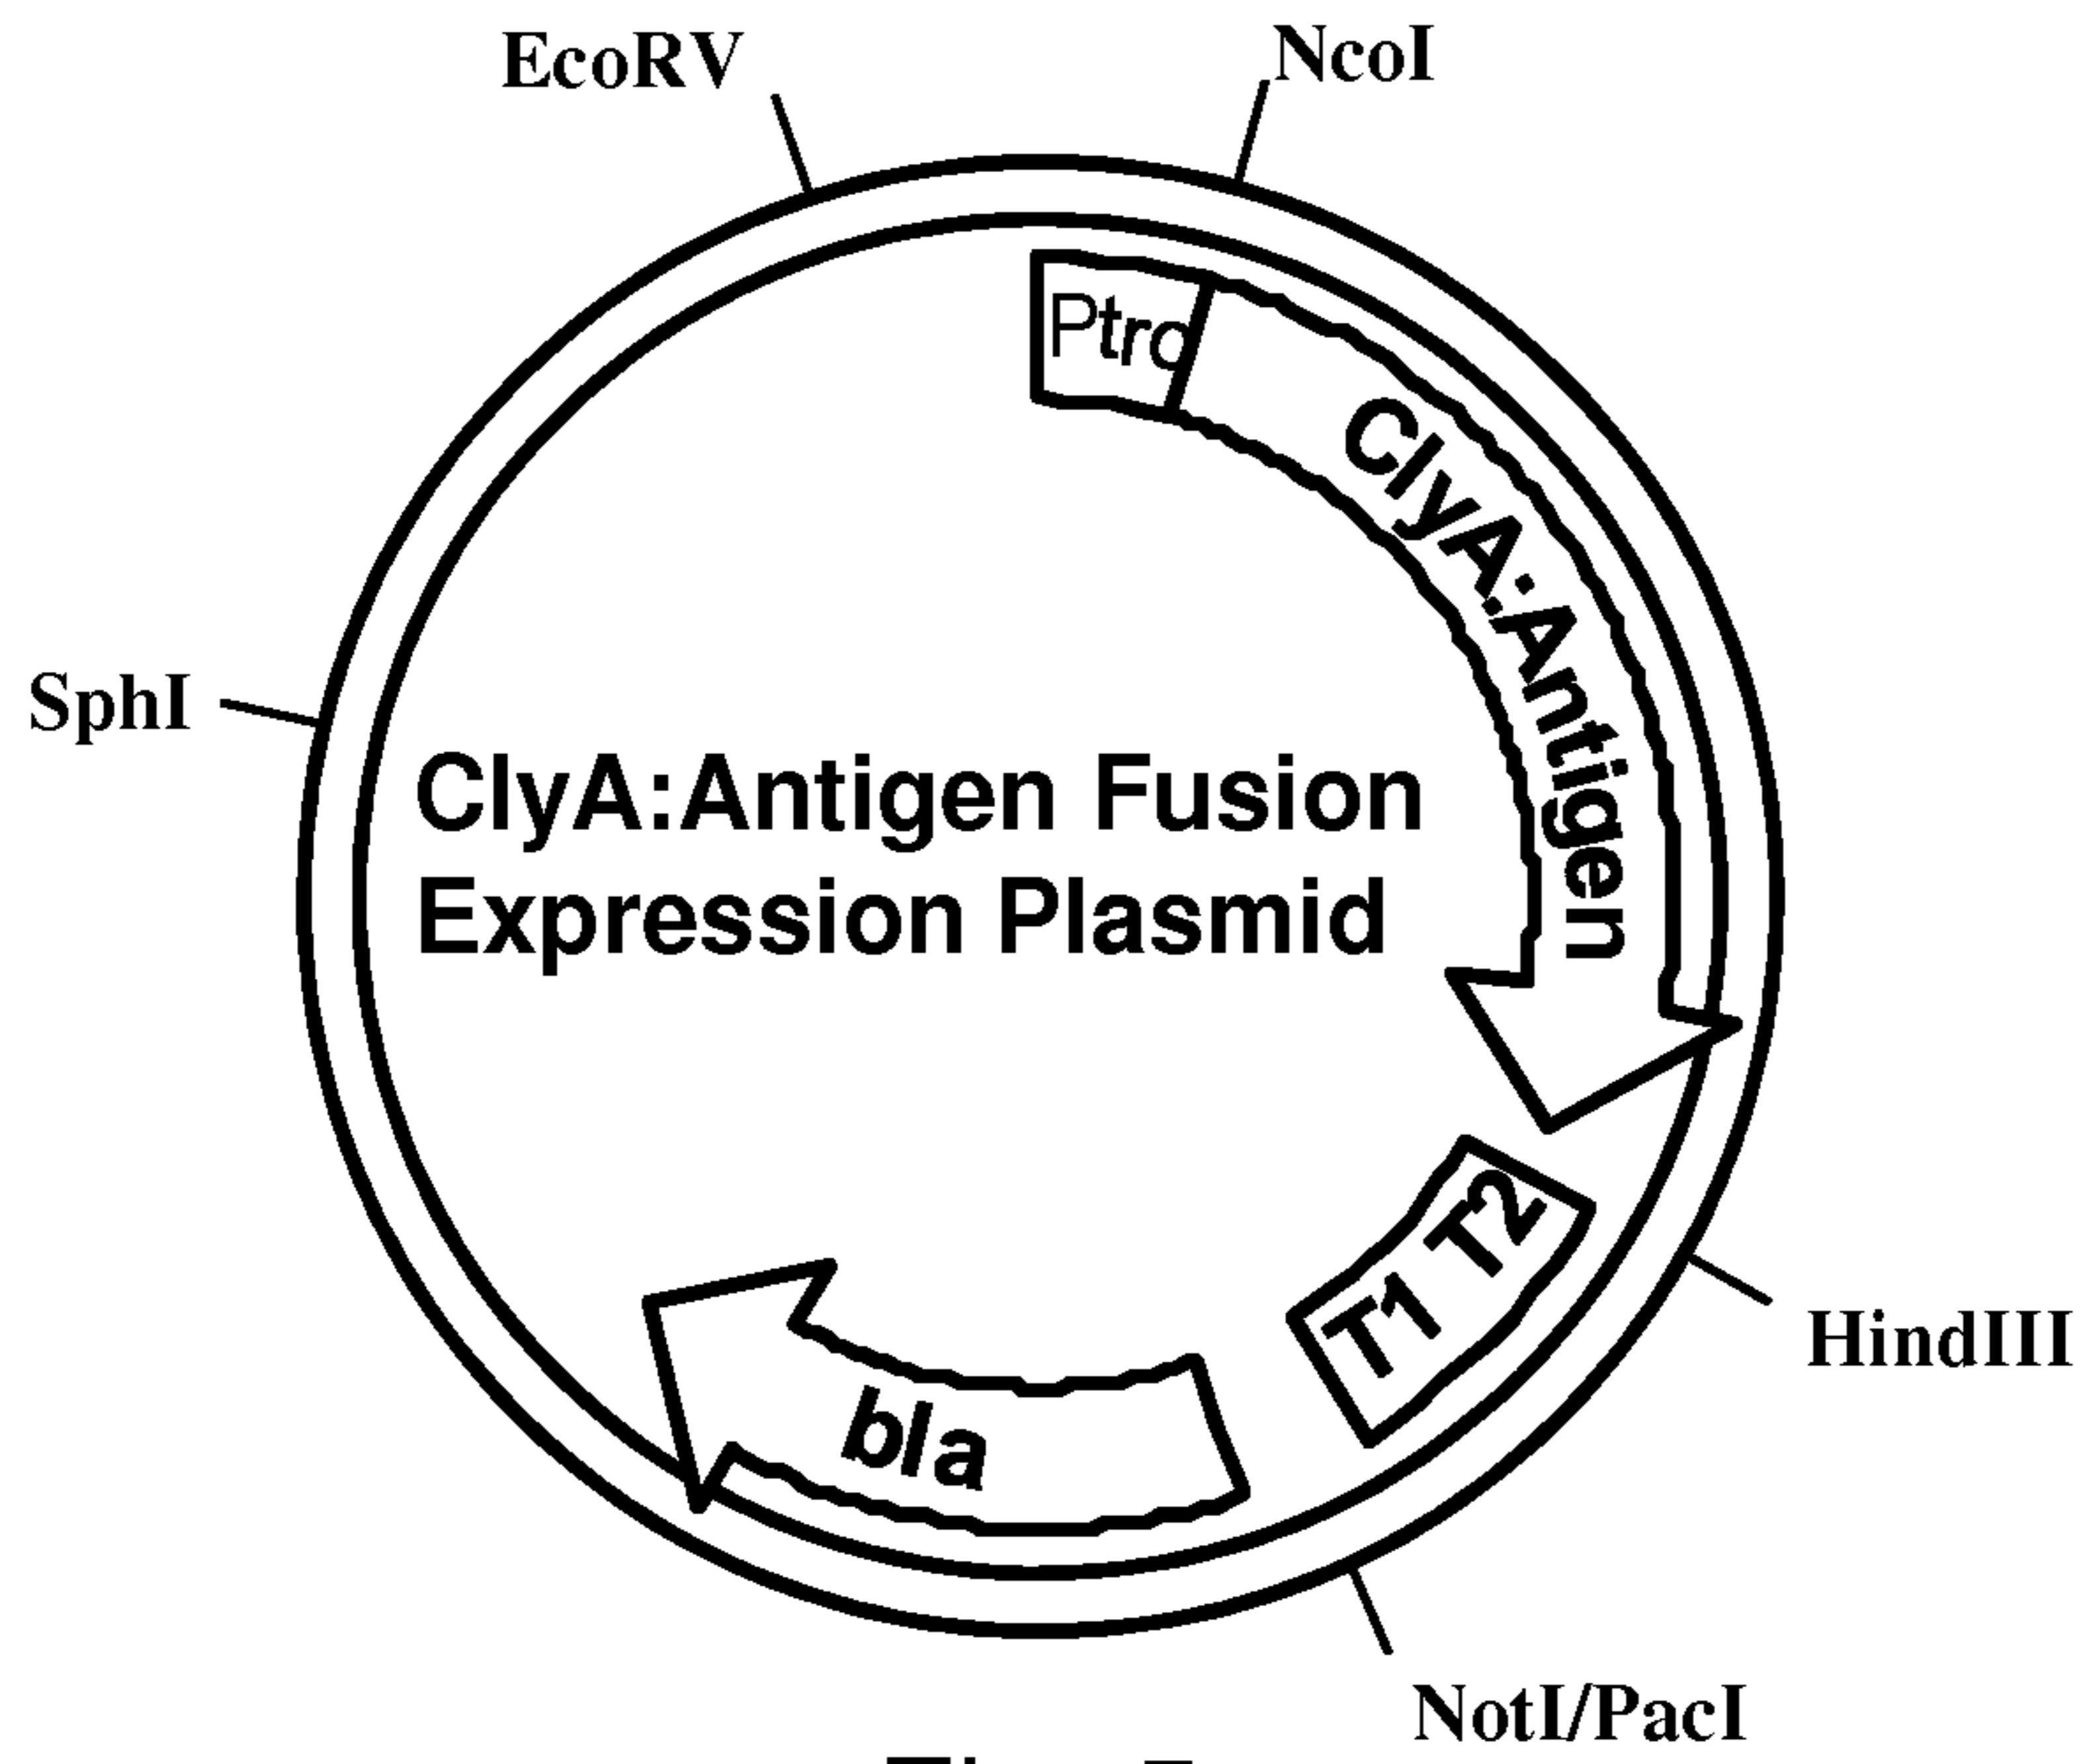 EcoRV
NcoI
Ptrc
ClyA:Antigen
SphI
ClyA:Antigen Fusion
Expression Plasmid
T1 T2
HindIII
bla
NotI/PacI